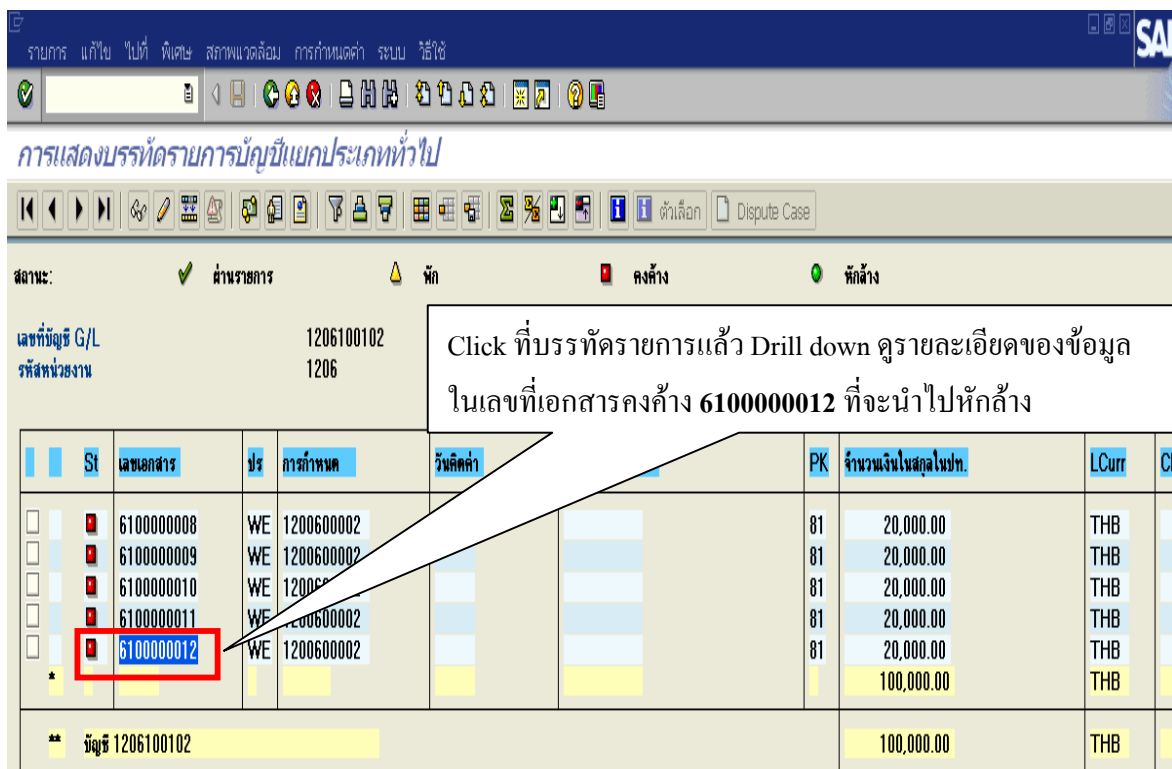 รายการ แก้ไข ไปที่ พิเศษ สภาพแวดล้อม การกำหนดค่า ระบบ วิธีใช้
SAP
การแสดงบรรทัดรายการบัญชีแยกประเภททั่วไป
ตัวเลือก Dispute Case
สถานะ: ผ่านรายการ พัก คงค้าง หักล้าง
เลขที่บัญชี G/L 1206100102
รหัสหน่วยงาน 1206
Click ที่บรรทัดรายการแล้ว Drill down ดูรายละเอียดของข้อมูล
ในเลขที่เอกสารคงค้าง 6100000012 ที่จะนำไปหักล้าง
St เลขเอกสาร ปร การกำหนด วันคิดค่า PK จำนวนเงินในสกุลในปท. LCurr
6100000008 WE 1200600002 81 20,000.00 THB
6100000009 WE 1200600002 81 20,000.00 THB
6100000010 WE 1200600002 81 20,000.00 THB
6100000011 WE 1200600002 81 20,000.00 THB
6100000012 WE 1200600002 81 20,000.00 THB
* 100,000.00 THB
** บัญชี 1206100102 100,000.00 THB